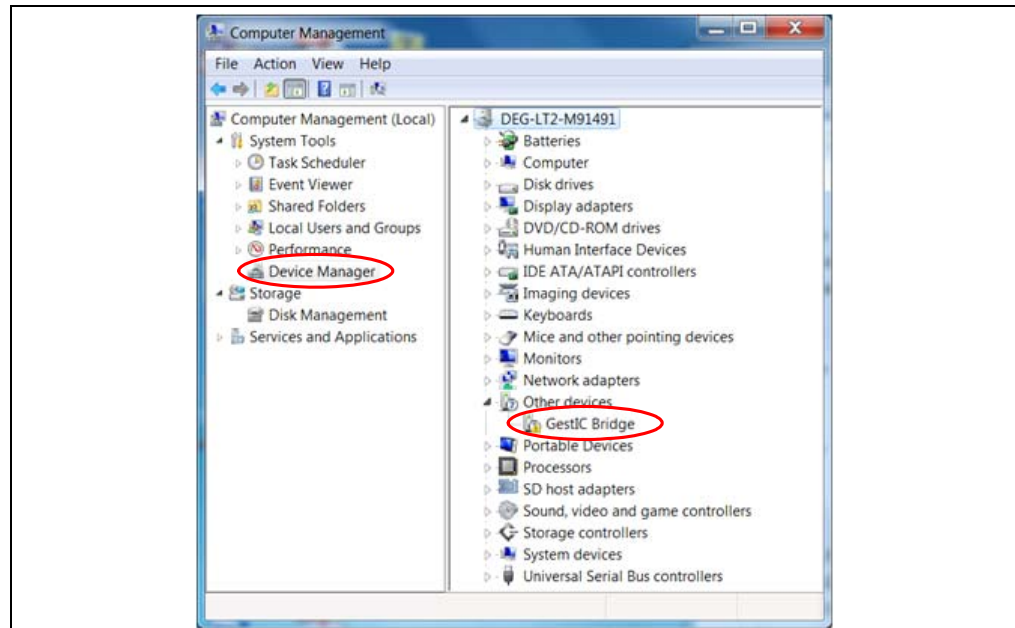 Computer Management
File Action View Help
Computer Management (Local)
System Tools
Task Scheduler
Event Viewer
Shared Folders
Local Users and Groups
Performance
Device Manager
Storage
Disk Management
Services and Applications
DEG-LT2-M91491
Batteries
Computer
Disk drives
Display adapters
DVD/CD-ROM drives
Human Interface Devices
IDE ATA/ATAPI controllers
Imaging devices
Keyboards
Mice and other pointing devices
Monitors
Network adapters
Other devices
GestIC Bridge
Portable Devices
Processors
SD host adapters
Sound, video and game controllers
Storage controllers
System devices
Universal Serial Bus controllers